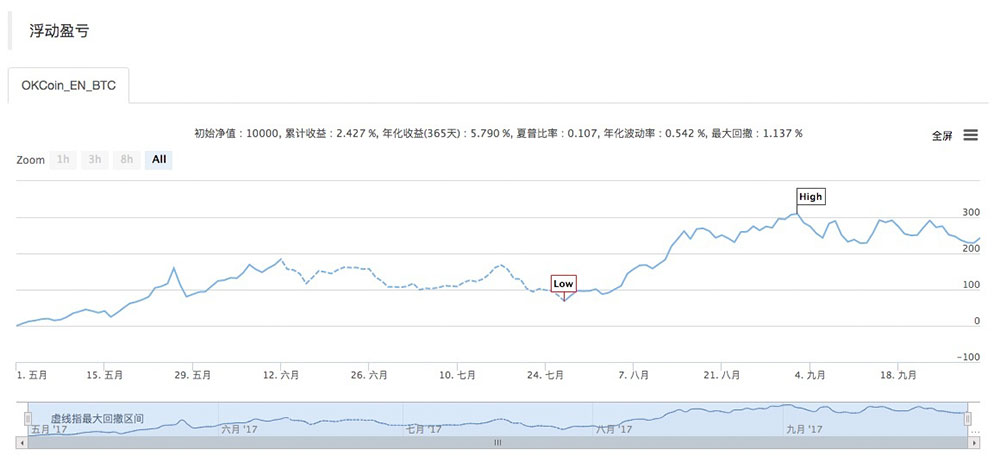 浮动盈亏
OKCoin_EN_BTC
初始净值 : 10000, 累计收益 : 2.427 %, 年化收益(365天) : 5.790 %, 夏普比率 : 0.107, 年化波动率 : 0.542 %, 最大回撤 : 1.137 %
全屏
Zoom 1h 3h 8h All
High
300
200
Low
100
0
-100
1. 五月 15. 五月 29. 五月 12. 六月 26. 六月 10. 七月 24. 七月 7. 八月 21. 八月 4. 九月 18. 九月
虚线指最大回撤区间
五月 '17 六月 '17 七月 '17 八月 '17 九月 '17 ...